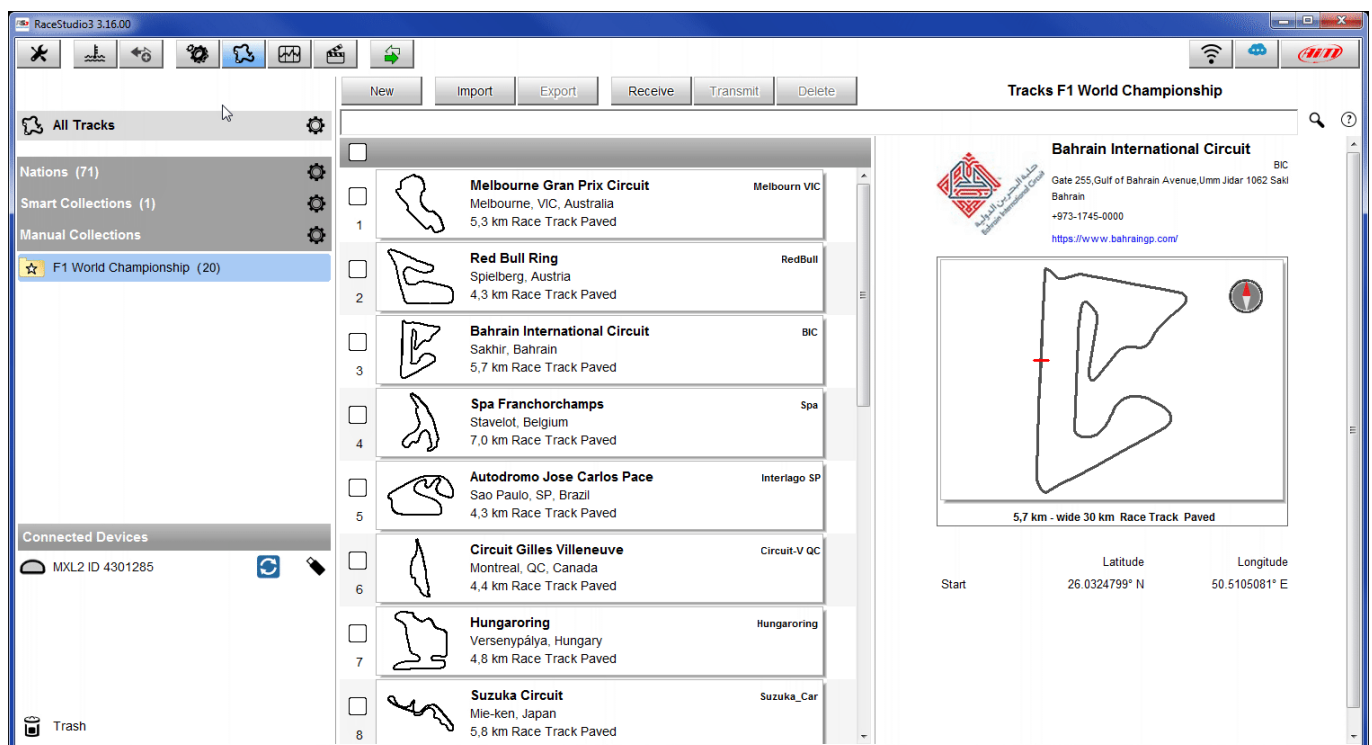 RaceStudio3 3.16.00
AiM
New Import Export Receive Transmit Delete
Tracks F1 World Championship
All Tracks
Nations (71)
Smart Collections (1)
Manual Collections
F1 World Championship (20)
Connected Devices
MXL2 ID 4301285
Trash
Melbourne Gran Prix Circuit
Melbourn VIC
Melbourne, VIC, Australia
5,3 km Race Track Paved
1
Red Bull Ring
RedBull
Spielberg, Austria
4,3 km Race Track Paved
2
Bahrain International Circuit
BIC
Sakhir, Bahrain
5,7 km Race Track Paved
3
Spa Franchorchamps
Spa
Stavelot, Belgium
7,0 km Race Track Paved
4
Autodromo Jose Carlos Pace
Interlago SP
Sao Paulo, SP, Brazil
4,3 km Race Track Paved
5
Circuit Gilles Villeneuve
Circuit-V QC
Montreal, QC, Canada
4,4 km Race Track Paved
6
Hungaroring
Hungaroring
Versenypálya, Hungary
4,8 km Race Track Paved
7
Suzuka Circuit
Suzuka_Car
Mie-ken, Japan
5,8 km Race Track Paved
8
حلبة البحرين الدولية
Bahrain International Circuit
Bahrain International Circuit
BIC
Gate 255,Gulf of Bahrain Avenue,Umm Jidar 1062 Sakl
Bahrain
+973-1745-0000
https://www.bahraingp.com/
5,7 km - wide 30 km Race Track Paved
Latitude Longitude
Start 26.0324799° N 50.5105081° E